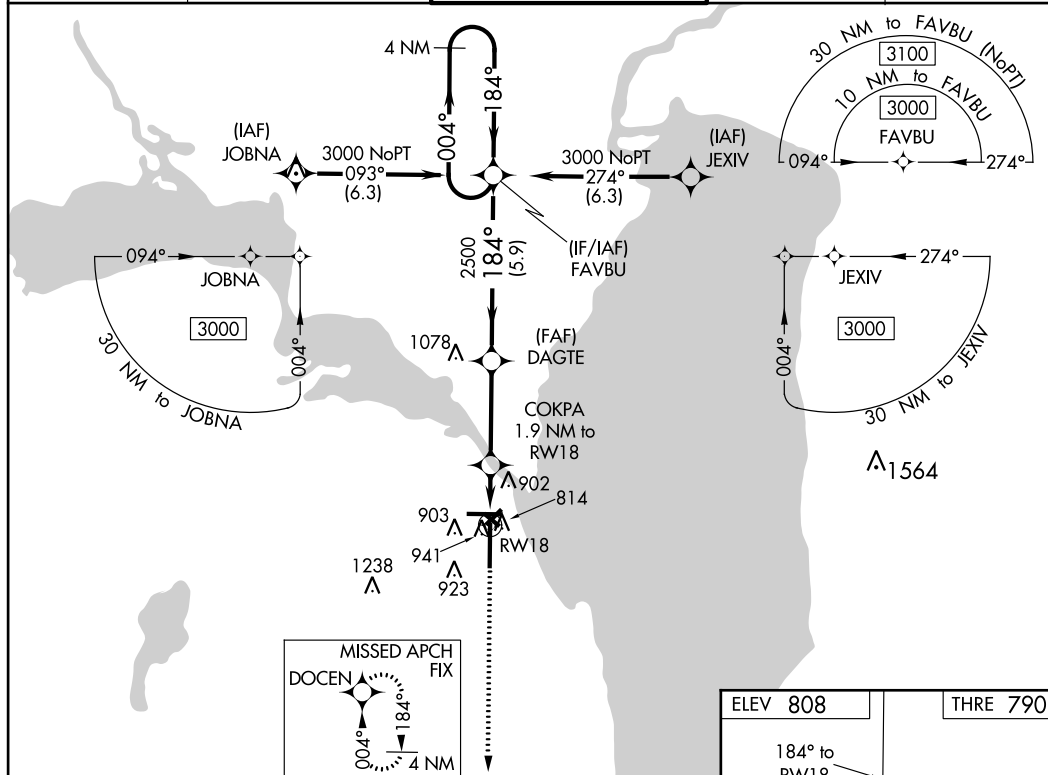 4 NM
184°
004°
(IAF)
JOBNA
3000 NoPT
093°
(6.3)
3000 NoPT
274°
(6.3)
(IAF)
JEXIV
30 NM to FAVBU (NoPT)
3100
10 NM to FAVBU
3000
FAVBU
094°
274°
(IF/IAF)
FAVBU
2500
184°
(5.9)
094°
JOBNA
3000
004°
30 NM to JOBNA
274°
JEXIV
3000
004°
30 NM to JEXIV
1078
(FAF)
DAGTE
COKPA
1.9 NM to
RW18
902
814
903
RW18
941
923
1238
1564
MISSED APCH
FIX
DOCEN
184°
004°
4 NM
ELEV 808
THRE 790
184° to
RW18